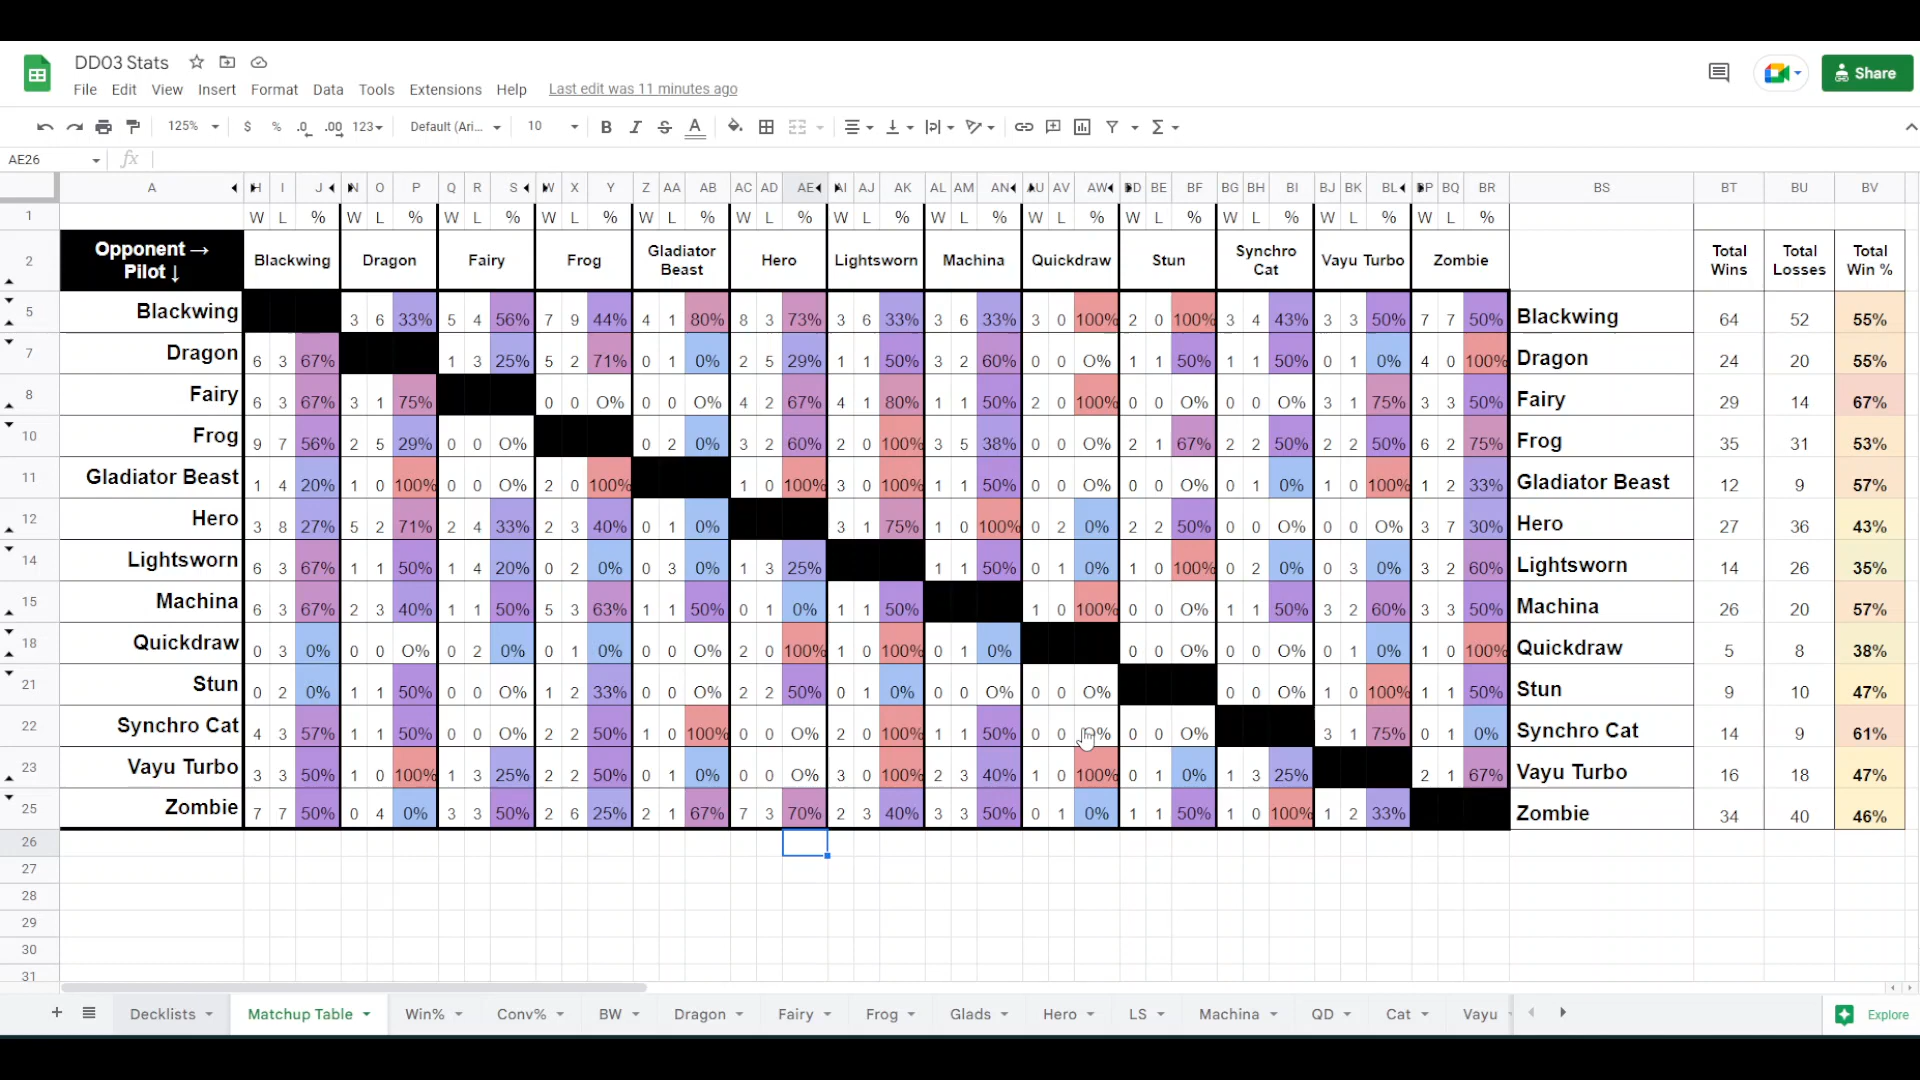 DD03 Stats
File Edit View Insert Format Data Tools Extensions Help Last edit was 11 minutes ago
Share
125% $ % .0 .00 123 Default (Ari... 10 B I S A
AE26 fx
A H I J N O P Q R S W X Y Z AA AB AC AD AE AI AJ AK AL AM AN AU AV AW BD BE BF BG BH BI BJ BK BL BP BQ BR BS BT BU BV
1 W L % W L % W L % W L % W L % W L % W L % W L % W L % W L % W L % W L % W L %
2 Opponent → Pilot ↓ Blackwing Dragon Fairy Frog Gladiator Beast Hero Lightsworn Machina Quickdraw Stun Synchro Cat Vayu Turbo Zombie Total Wins Total Losses Total Win %
5 Blackwing 3 6 33% 5 4 56% 7 9 44% 4 1 80% 8 3 73% 3 6 33% 3 6 33% 3 0 100% 2 0 100% 3 4 43% 3 3 50% 7 7 50% Blackwing 64 52 55%
7 Dragon 6 3 67% 1 3 25% 5 2 71% 0 1 0% 2 5 29% 1 1 50% 3 2 60% 0 0 O% 1 1 50% 1 1 50% 0 1 0% 4 0 100% Dragon 24 20 55%
8 Fairy 6 3 67% 3 1 75% 0 0 O% 0 0 O% 4 2 67% 4 1 80% 1 1 50% 2 0 100% 0 0 O% 0 0 O% 3 1 75% 3 3 50% Fairy 29 14 67%
10 Frog 9 7 56% 2 5 29% 0 0 O% 0 2 0% 3 2 60% 2 0 100% 3 5 38% 0 0 O% 2 1 67% 2 2 50% 2 2 50% 6 2 75% Frog 35 31 53%
11 Gladiator Beast 1 4 20% 1 0 100% 0 0 O% 2 0 100% 1 0 100% 3 0 100% 1 1 50% 0 0 O% 0 0 O% 0 1 0% 1 0 100% 1 2 33% Gladiator Beast 12 9 57%
12 Hero 3 8 27% 5 2 71% 2 4 33% 2 3 40% 0 1 0% 3 1 75% 1 0 100% 0 2 0% 2 2 50% 0 0 O% 0 0 O% 3 7 30% Hero 27 36 43%
14 Lightsworn 6 3 67% 1 1 50% 1 4 20% 0 2 0% 0 3 0% 1 3 25% 1 1 50% 0 1 0% 1 0 100% 0 2 0% 0 3 0% 3 2 60% Lightsworn 14 26 35%
15 Machina 6 3 67% 2 3 40% 1 1 50% 5 3 63% 1 1 50% 0 1 0% 1 1 50% 1 0 100% 0 0 O% 1 1 50% 3 2 60% 3 3 50% Machina 26 20 57%
18 Quickdraw 0 3 0% 0 0 O% 0 2 0% 0 1 0% 0 0 O% 2 0 100% 1 0 100% 0 1 0% 0 0 O% 0 0 O% 0 1 0% 1 0 100% Quickdraw 5 8 38%
21 Stun 0 2 0% 1 1 50% 0 0 O% 1 2 33% 0 0 O% 2 2 50% 0 1 0% 0 0 O% 0 0 O% 0 0 O% 1 0 100% 1 1 50% Stun 9 10 47%
22 Synchro Cat 4 3 57% 1 1 50% 0 0 O% 2 2 50% 1 0 100% 0 0 O% 2 0 100% 1 1 50% 0 0 O% 0 0 O% 3 1 75% 0 1 0% Synchro Cat 14 9 61%
23 Vayu Turbo 3 3 50% 1 0 100% 1 3 25% 2 2 50% 0 1 0% 0 0 O% 3 0 100% 2 3 40% 1 0 100% 0 1 0% 1 3 25% 2 1 67% Vayu Turbo 16 18 47%
25 Zombie 7 7 50% 0 4 0% 3 3 50% 2 6 25% 2 1 67% 7 3 70% 2 3 40% 3 3 50% 0 1 0% 1 1 50% 1 0 100% 1 2 33% Zombie 34 40 46%
26
27
28
29
30
31
Decklists Matchup Table Win% Conv% BW Dragon Fairy Frog Glads Hero LS Machina QD Cat Vayu Explore